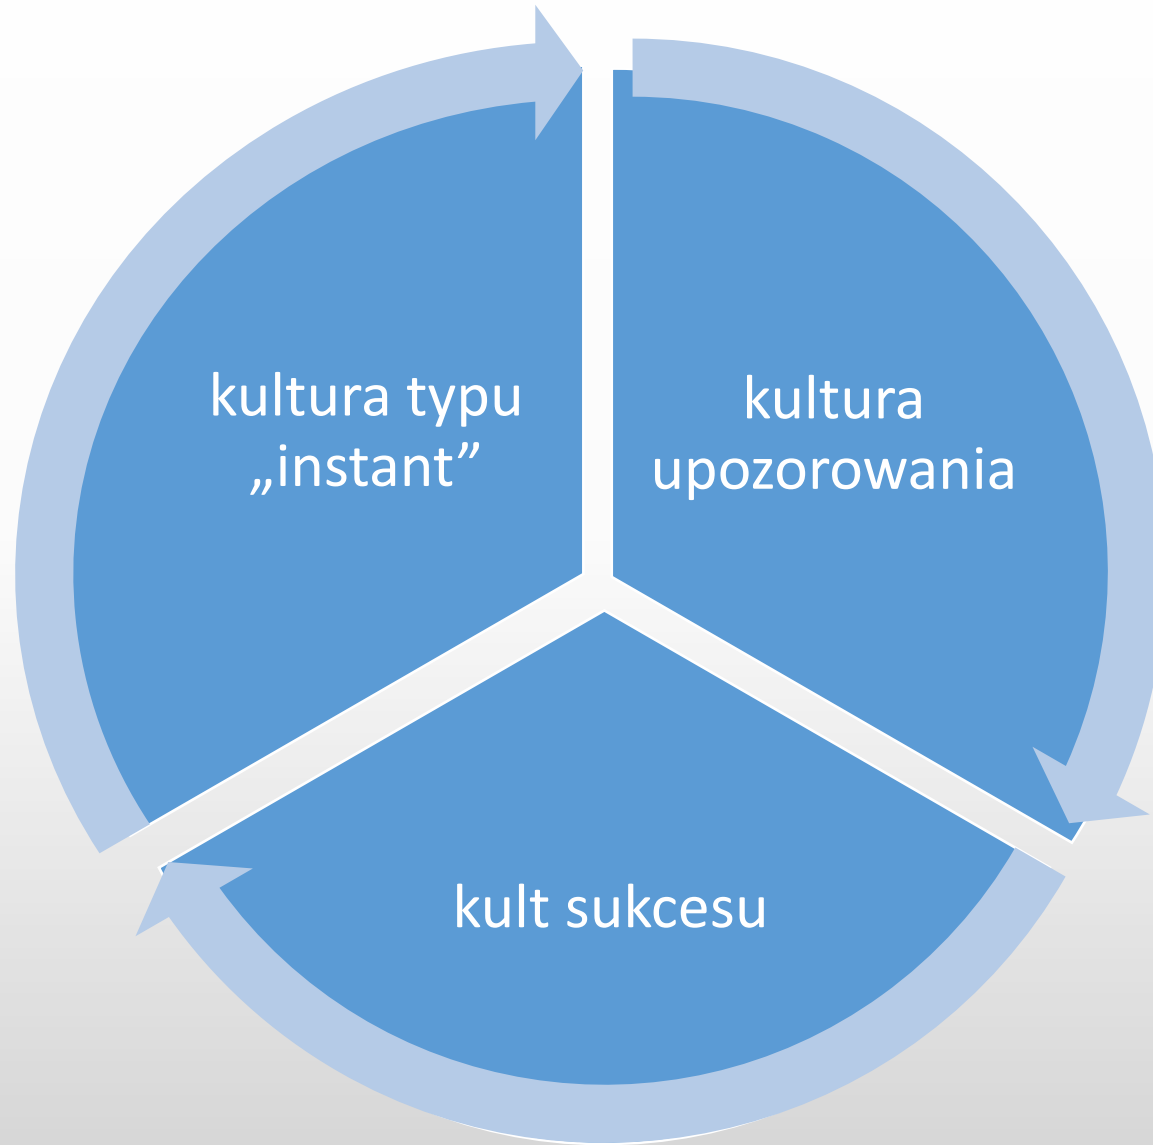 kultura typu
„instant”
kultura
upozorowania
kult sukcesu